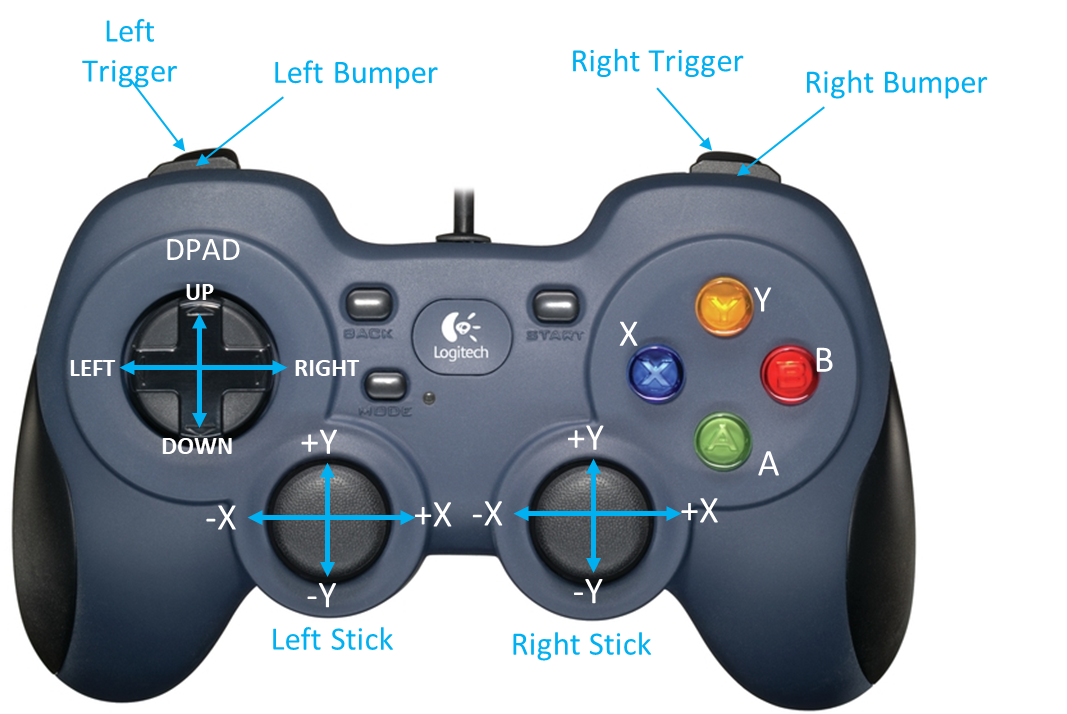 Left
Trigger
Left Bumper
Right Trigger
Right Bumper
DPAD
UP
LEFT
RIGHT
DOWN
BACK
START
MODE
Logitech
Y
Y
X
X
B
B
A
A
+Y
-X
+X
-Y
Left Stick
+Y
-X
+X
-Y
Right Stick